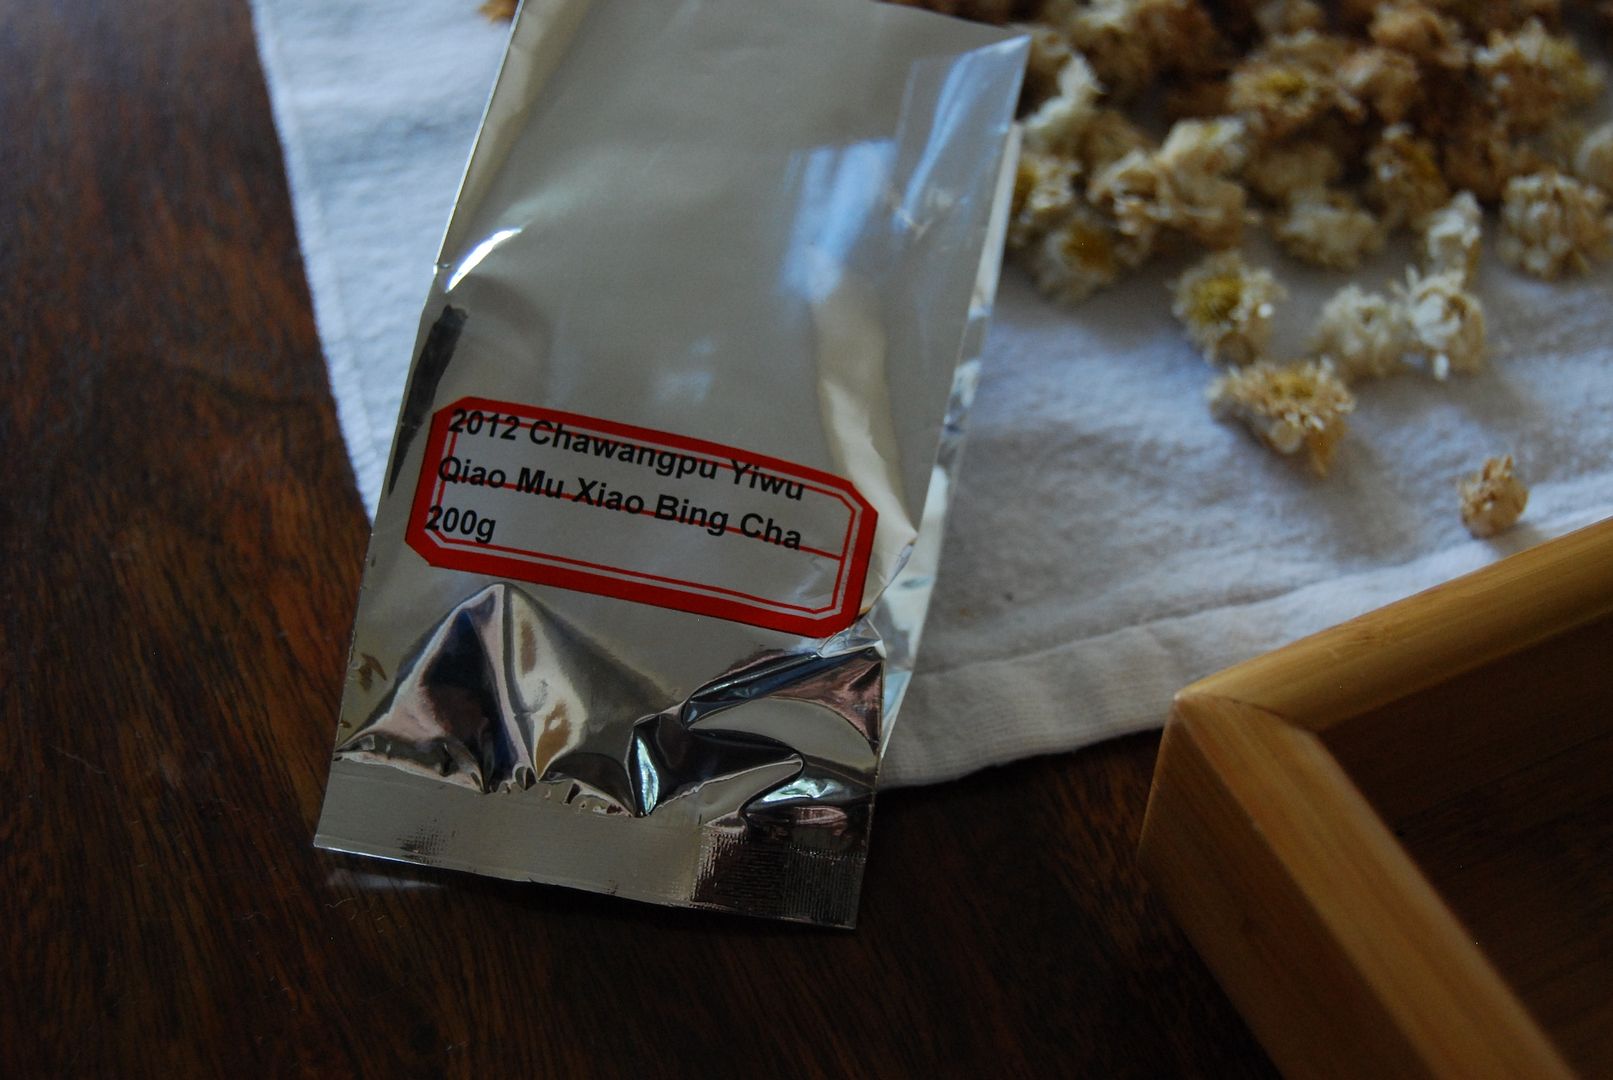 2012 Chawangpu Yiwu
Qiao Mu Xiao Bing Cha
200g